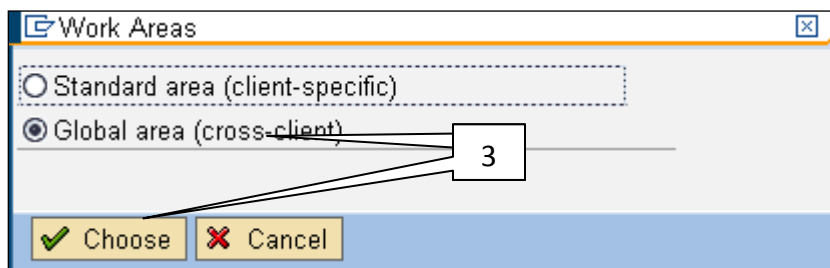 Work Areas
Standard area (client-specific)
Global area (cross-client)
3
Choose Cancel